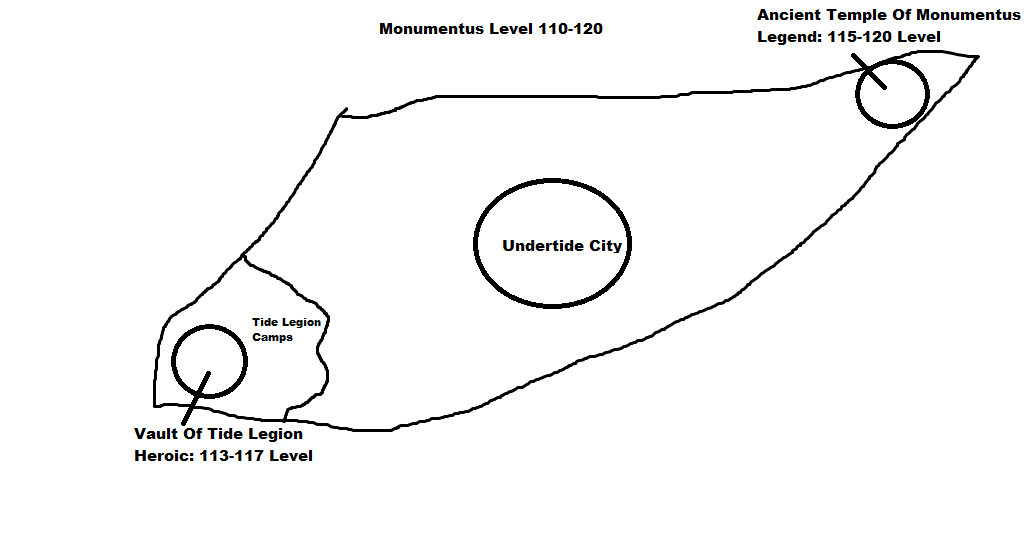 Monumentus Level 110-120
Ancient Temple Of Monumentus
Legend: 115-120 Level
Undertide City
Tide Legion
Camps
Vault Of Tide Legion
Heroic: 113-117 Level